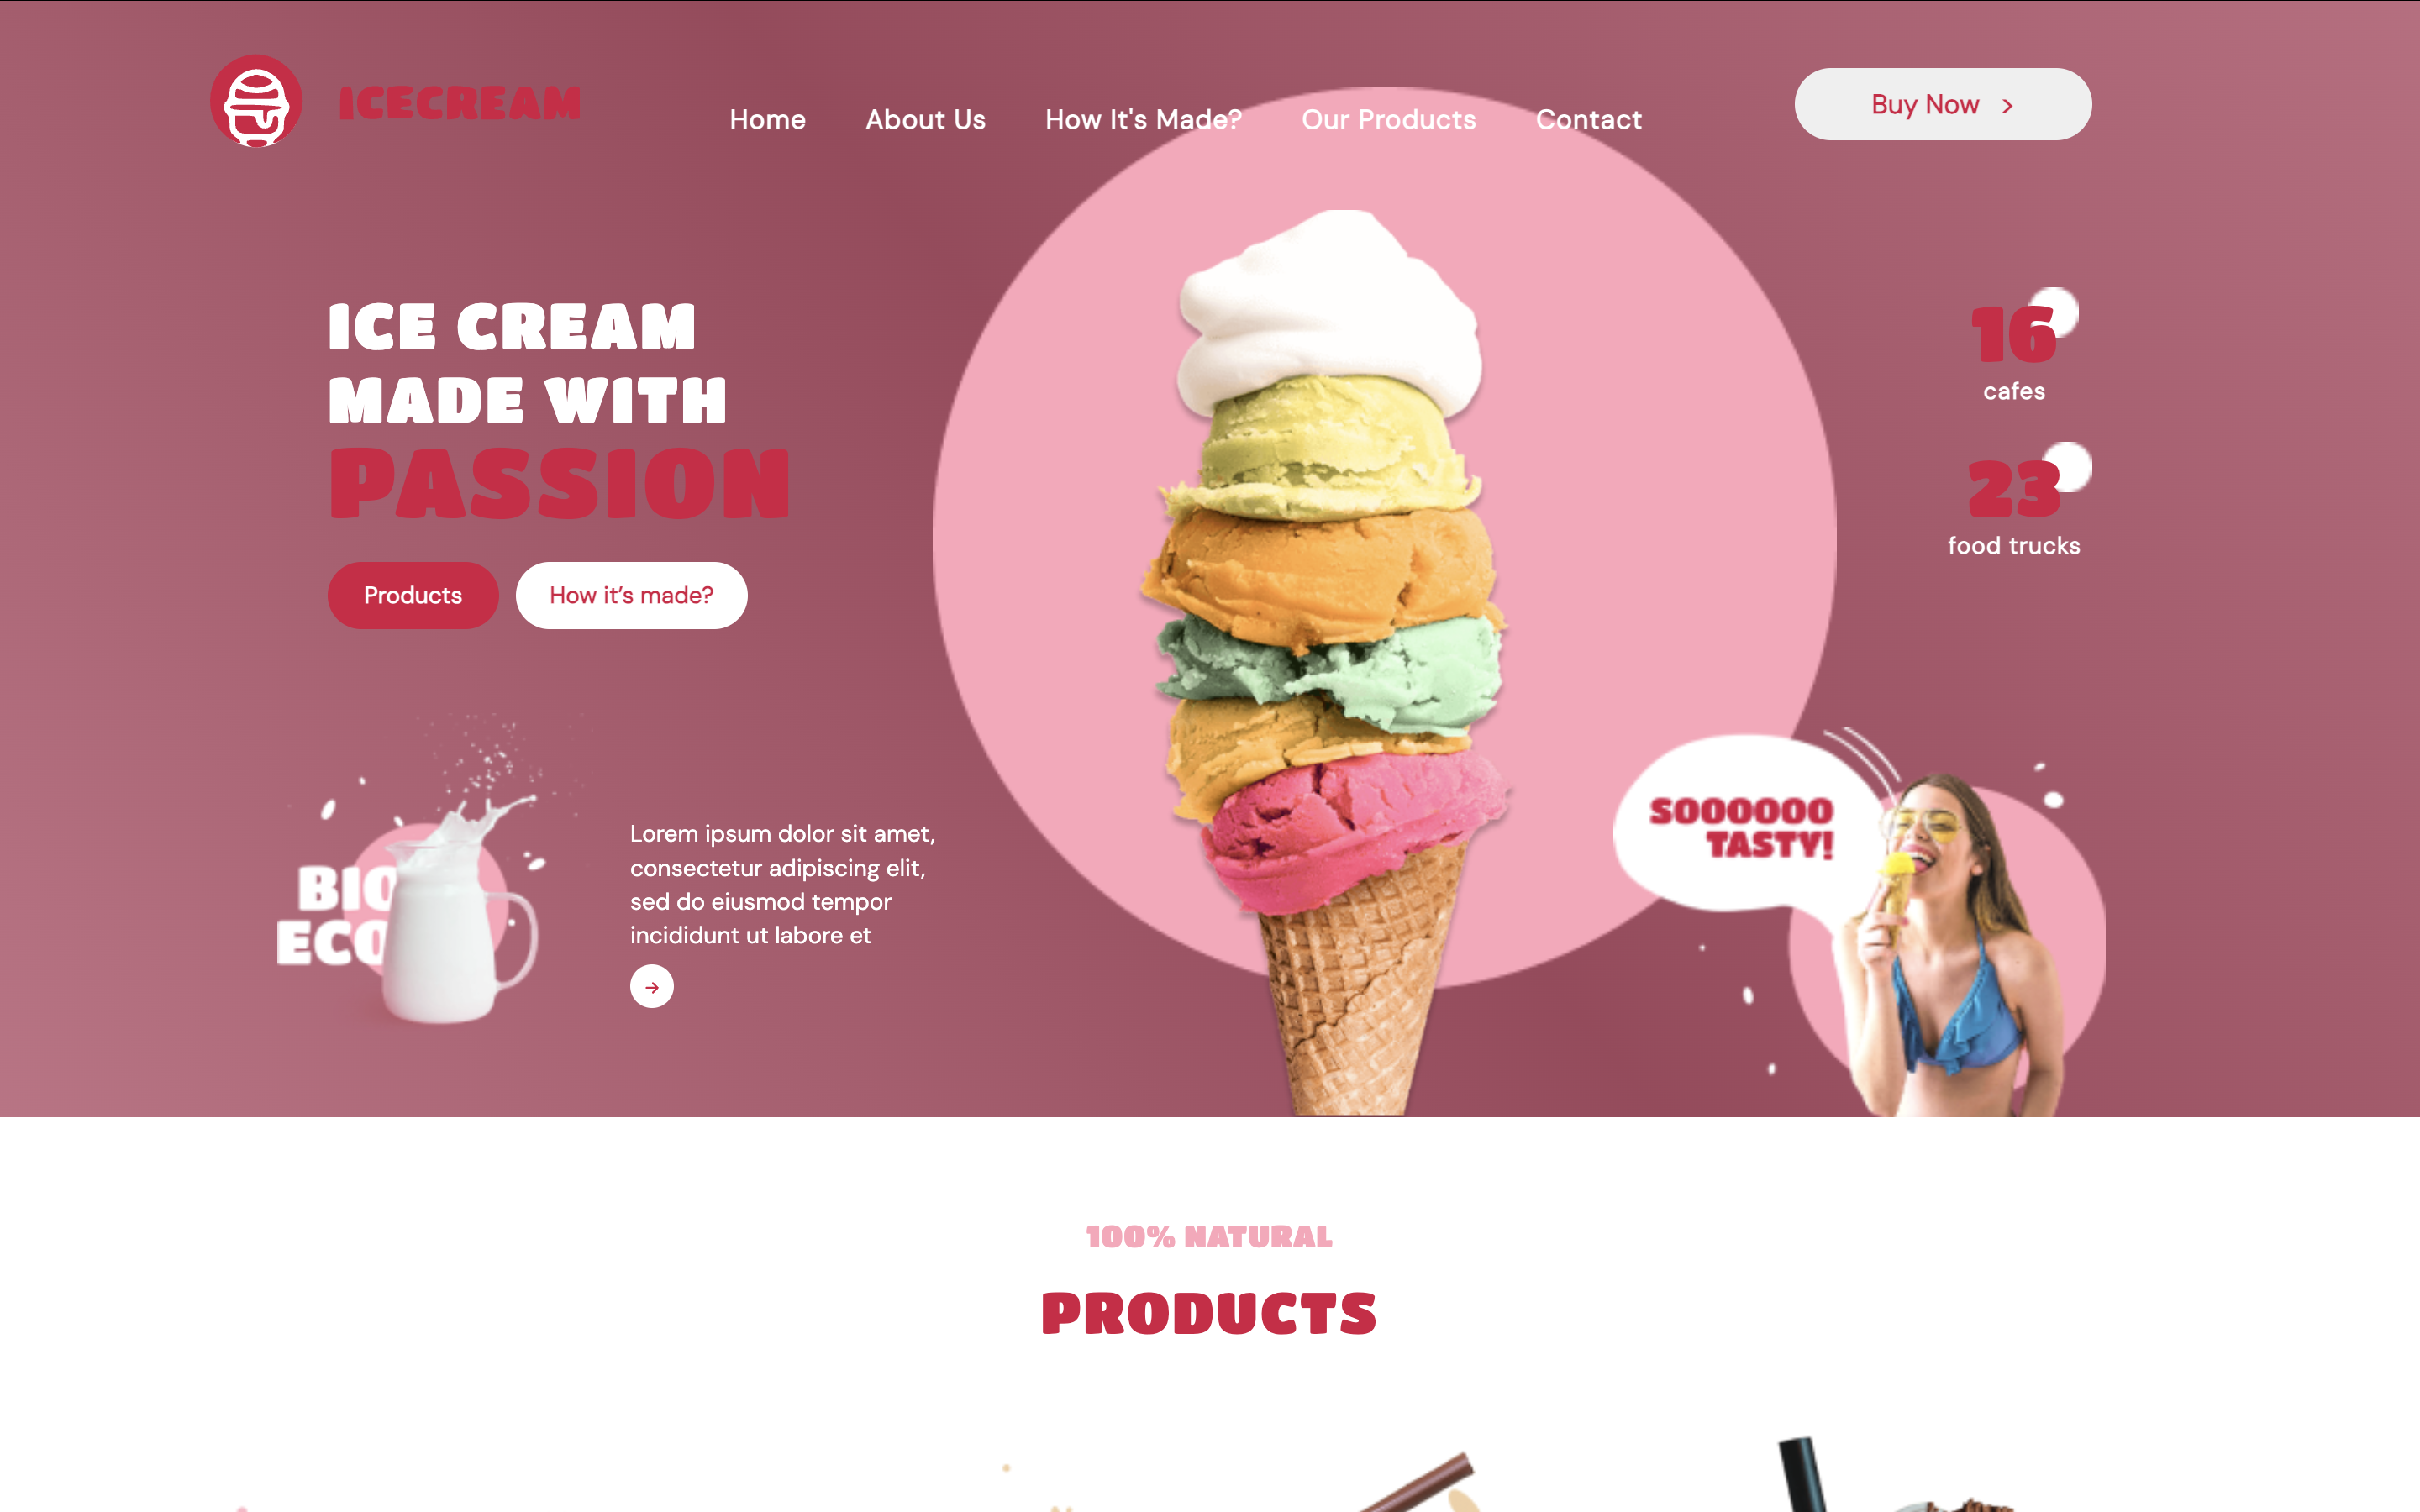 ICECREAM
Home About Us How It's Made? Our Products Contact
Buy Now
ICE CREAM
MADE WITH
PASSION
Products
How it’s made?
16
cafes
23
food trucks
BIO
ECO
Lorem ipsum dolor sit amet,
consectetur adipiscing elit,
sed do eiusmod tempor
incididunt ut labore et
SOOOOOO
TASTY!
100% NATURAL
PRODUCTS